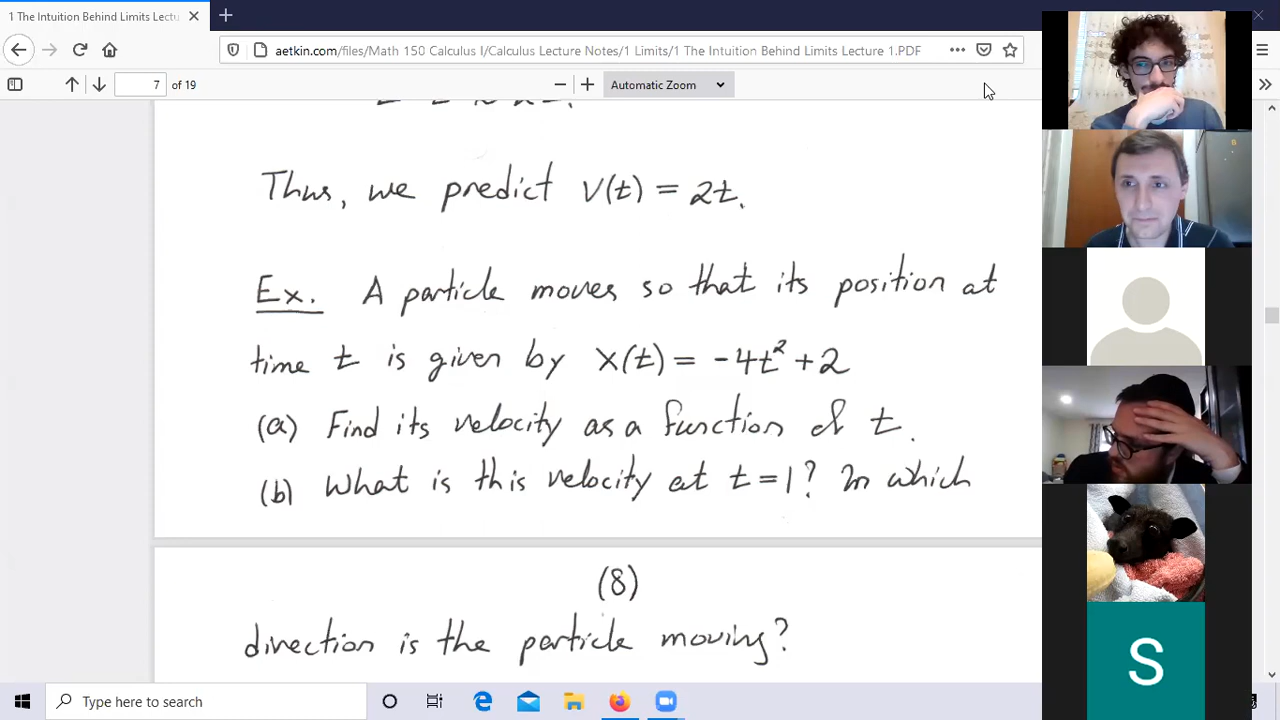 1 The Intuition Behind Limits Lectu
aetkin.com/files/Math 150 Calculus I/Calculus Lecture Notes/1 Limits/1 The Intuition Behind Limits Lecture 1.PDF
7 of 19
Automatic Zoom
Thus, we predict V(t) = 2t.
Ex. A particle moves so that its position at
time t is given by X(t) = -4t² + 2
(a) Find its velocity as a function of t.
(b) What is this velocity at t = 1? In which
(8)
direction is the particle moving?
S
Type here to search